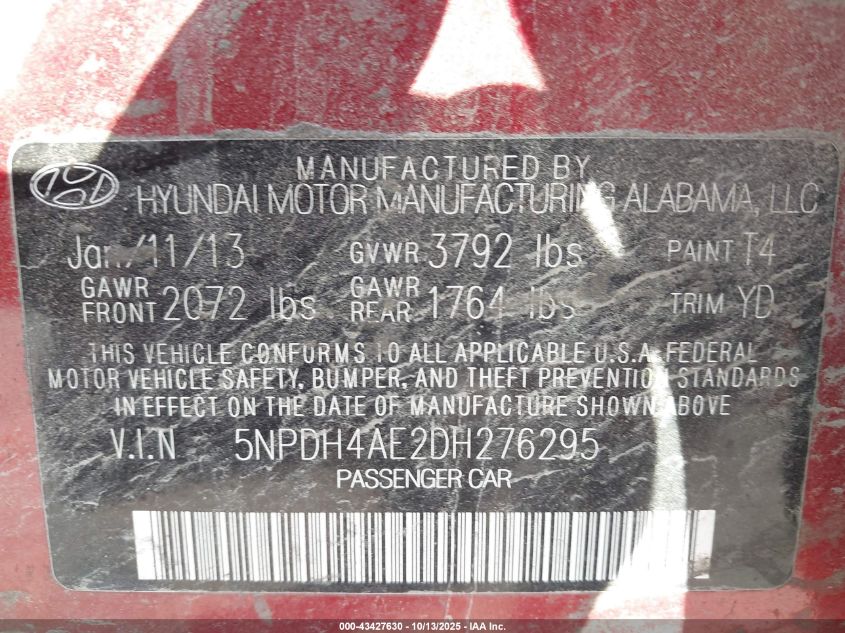 MANUFACTURED BY
HYUNDAI MOTOR MANUFACTURING ALABAMA, LLC
Jan/11/13 GVWR 3792 lbs PAINT T4
GAWR FRONT 2072 lbs GAWR REAR 1764 lbs TRIM YD
THIS VEHICLE CONFORMS TO ALL APPLICABLE U.S.A. FEDERAL
MOTOR VEHICLE SAFETY, BUMPER, AND THEFT PREVENTION STANDARDS
IN EFFECT ON THE DATE OF MANUFACTURE SHOWN ABOVE
V.I.N 5NPDH4AE2DH276295
PASSENGER CAR
000-43427630 - 10/13/2025 - IAA Inc.